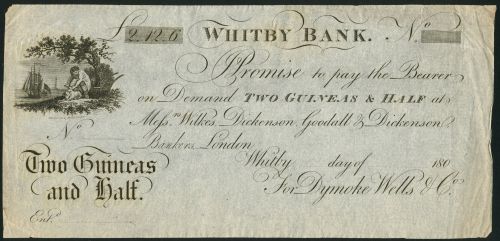 £2.12.6 WHITBY BANK. No
I Promise to pay the Bearer
on Demand TWO GUINEAS & HALF at
Messrs Wilkes, Dickenson, Goodall & Dickenson
Bankers, London
No
Whitby day of 180
Two Guineas
and Half.
For Dymoke Wells & Co.
Entd